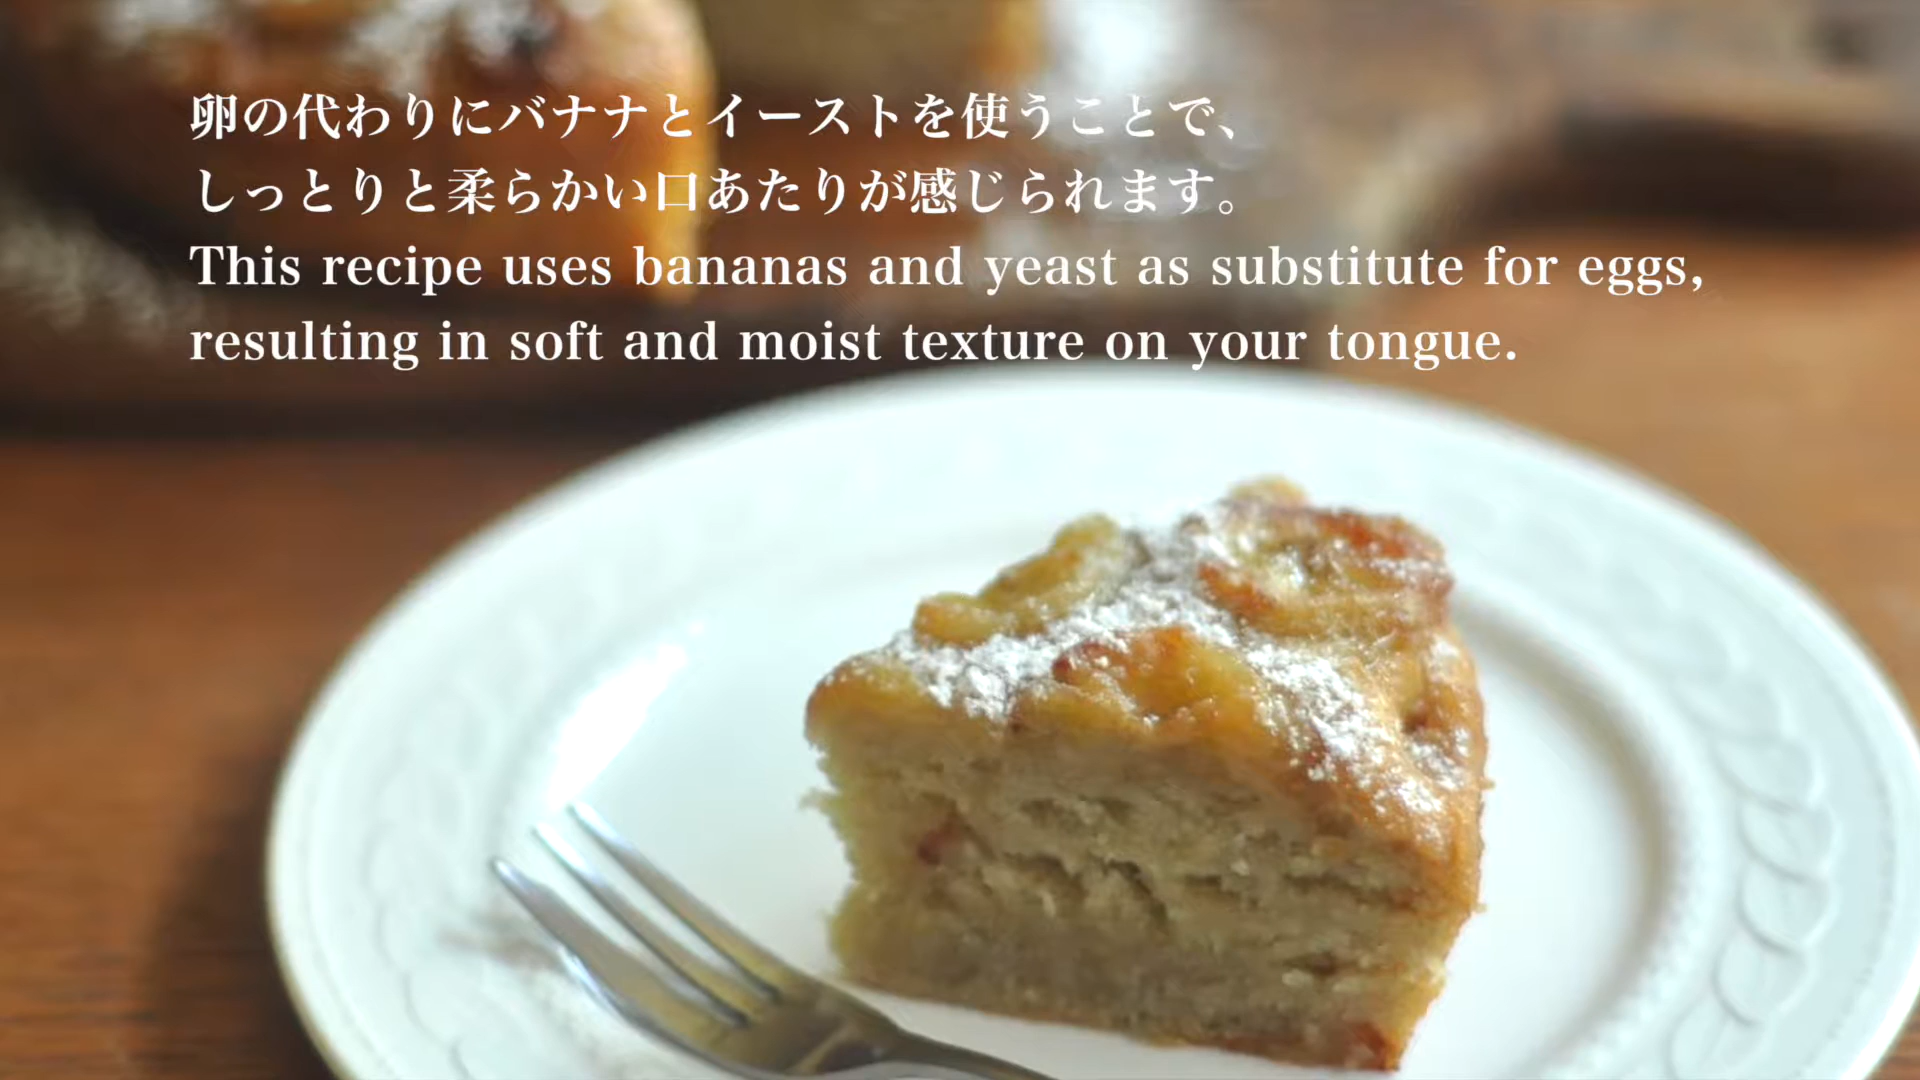 卵の代わりにバナナとイーストを使うことで、
しっとりと柔らかい口あたりが感じられます。
This recipe uses bananas and yeast as substitute for eggs,
resulting in soft and moist texture on your tongue.